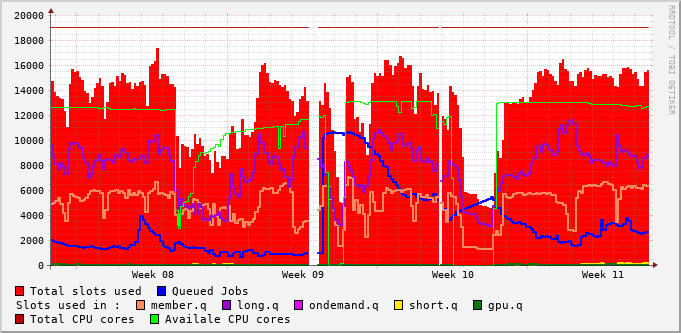 RRDTOOL / TOBI OETIKER
20000
18000
16000
14000
12000
10000
8000
6000
4000
2000
0
Week 08 Week 09 Week 10 Week 11
Total slots used Queued Jobs
Slots used in : member.q long.q ondemand.q short.q gpu.q
Total CPU cores Availale CPU cores